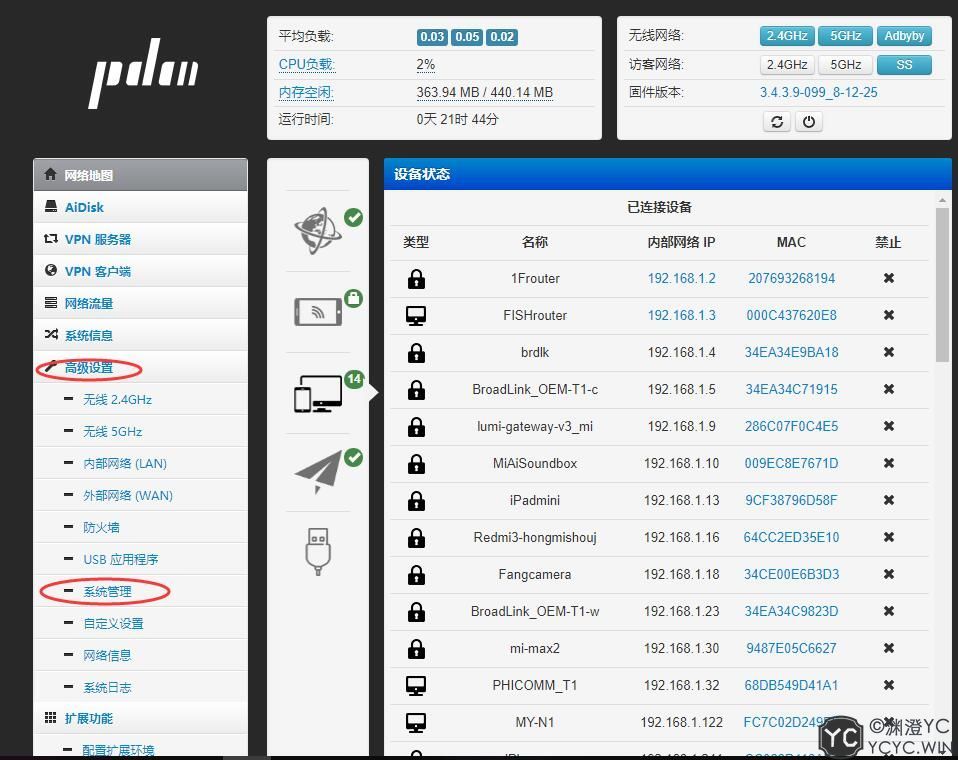 pdcn
平均负载: 0.03 0.05 0.02
CPU负载: 2%
内存空闲: 363.94 MB / 440.14 MB
运行时间: 0天 21时 44分
无线网络: 2.4GHz 5GHz Adbyby
访客网络: 2.4GHz 5GHz SS
固件版本: 3.4.3.9-099_8-12-25
网络地图
AiDisk
VPN 服务器
VPN 客户端
网络流量
系统信息
高级设置
无线 2.4GHz
无线 5GHz
内部网络 (LAN)
外部网络 (WAN)
防火墙
USB 应用程序
系统管理
自定义设置
网络信息
系统日志
扩展功能
配置扩展环境
14
设备状态
已连接设备
类型 名称 内部网络 IP MAC 禁止
1Frouter 192.168.1.2 207693268194
FISHrouter 192.168.1.3 000C437620E8
brdlk 192.168.1.4 34EA34E9BA18
BroadLink_OEM-T1-c 192.168.1.5 34EA34C71915
lumi-gateway-v3_mi 192.168.1.9 286C07F0C4E5
MiAiSoundbox 192.168.1.10 009EC8E7671D
iPadmini 192.168.1.13 9CF38796D58F
Redmi3-hongmishouj 192.168.1.16 64CC2ED35E10
Fangcamera 192.168.1.18 34CE00E6B3D3
BroadLink_OEM-T1-w 192.168.1.23 34EA34C9823D
mi-max2 192.168.1.30 9487E05C6627
PHICOMM_T1 192.168.1.32 68DB549D41A1
MY-N1 192.168.1.122
YC
©渊澄YC
YCYC.WIN